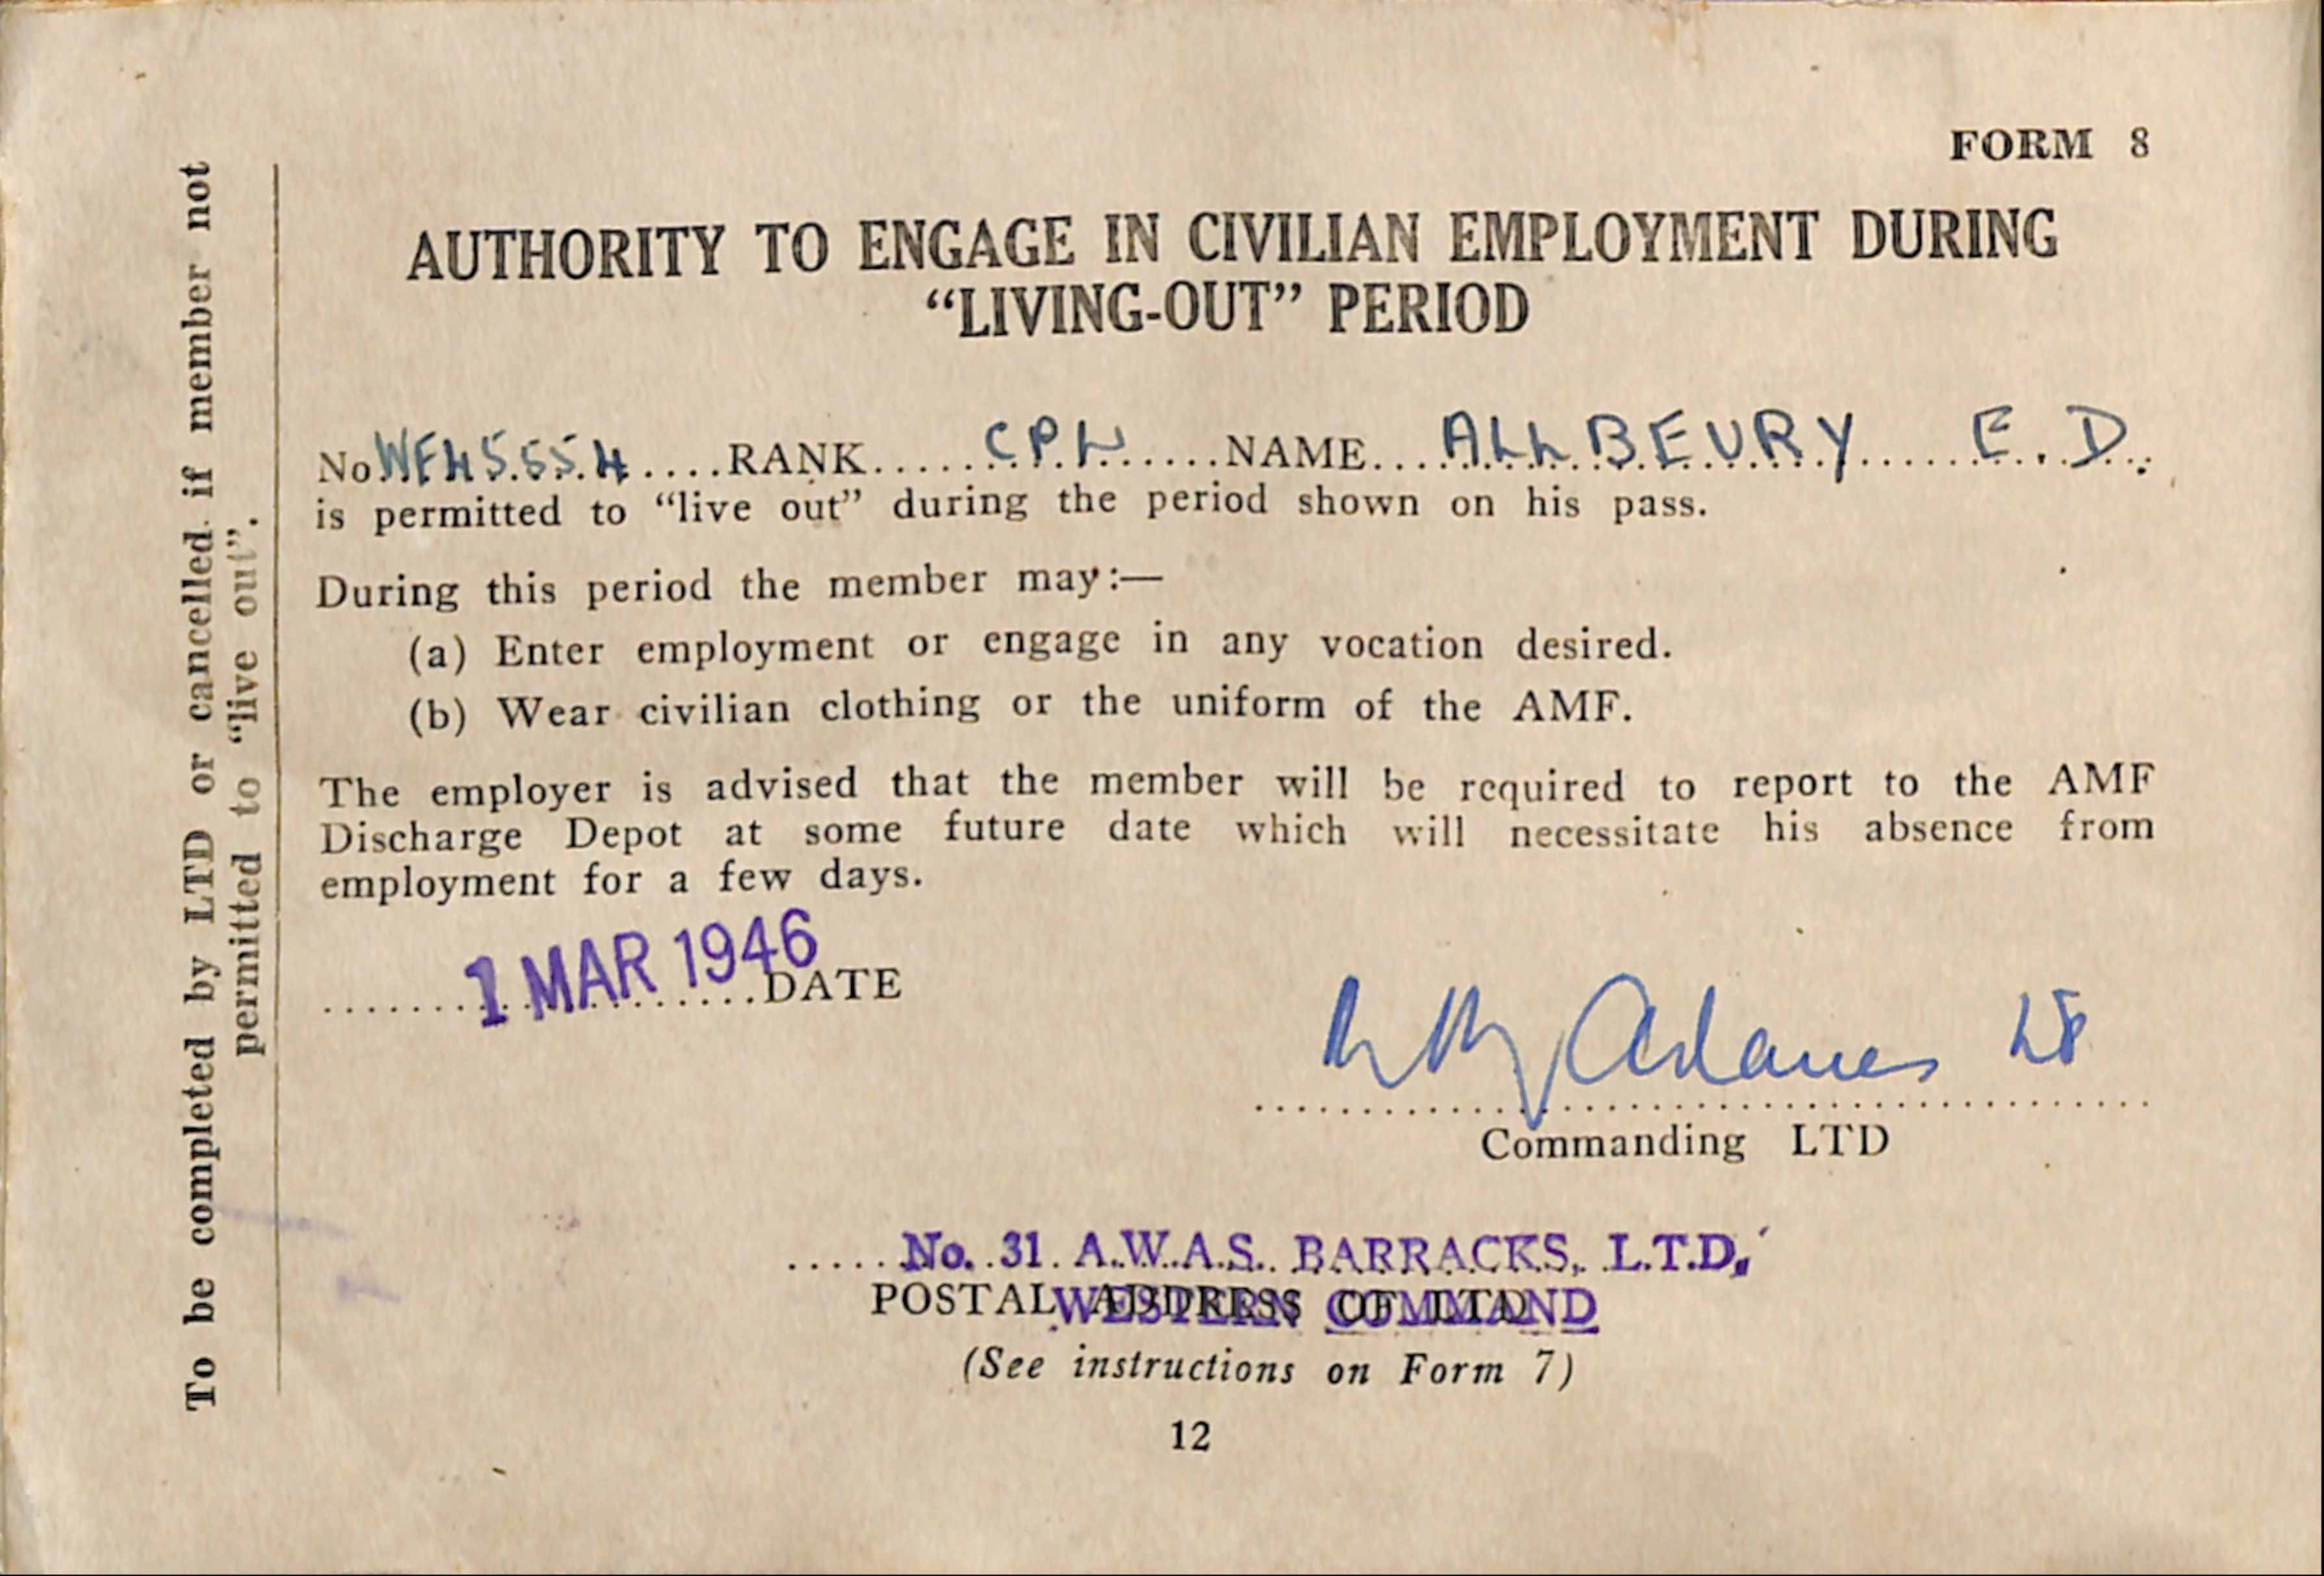 FORM 8
AUTHORITY TO ENGAGE IN CIVILIAN EMPLOYMENT DURING
“LIVING-OUT” PERIOD
No WF45554 ....RANK......CPL......NAME...ALLBEURY E. D.
is permitted to “live out” during the period shown on his pass.
During this period the member may:—
(a) Enter employment or engage in any vocation desired.
(b) Wear civilian clothing or the uniform of the AMF.
The employer is advised that the member will be required to report to the AMF
Discharge Depot at some future date which will necessitate his absence from
employment for a few days.
1 MAR 1946 DATE
Adams Lt
Commanding LTD
No. 31. A.W.A.S. BARRACKS, L.T.D.
POSTAL ADDRESS OF LTD
WESTERN COMMAND
(See instructions on Form 7)
12
To be completed by LTD or cancelled if member not
permitted to “live out”.